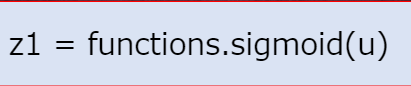 z1 = functions.sigmoid(u)